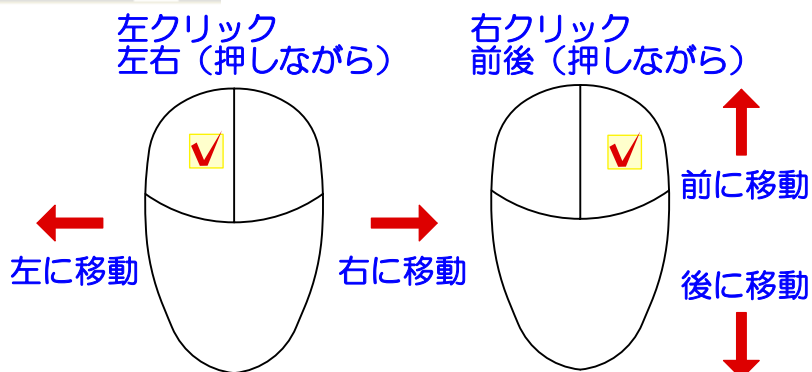 左クリック
左右（押しながら）
右クリック
前後（押しながら）
前に移動
左に移動
右に移動
後に移動